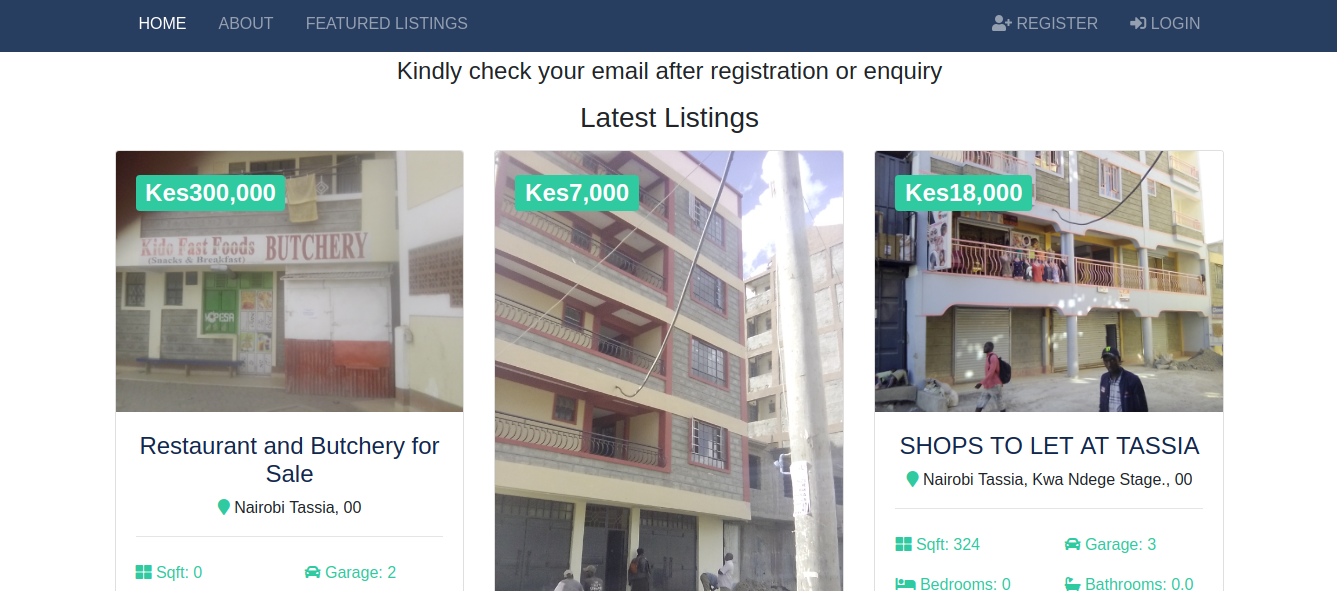 HOME ABOUT FEATURED LISTINGS REGISTER LOGIN
Kindly check your email after registration or enquiry
Latest Listings
Kes300,000
Kido Fast Foods BUTCHERY
(Snacks & Breakfast)
Restaurant and Butchery for
Sale
Nairobi Tassia, 00
Sqft: 0 Garage: 2
Kes7,000
Kes18,000
SHOPS TO LET AT TASSIA
Nairobi Tassia, Kwa Ndege Stage., 00
Sqft: 324 Garage: 3
Bedrooms: 0 Bathrooms: 0.0